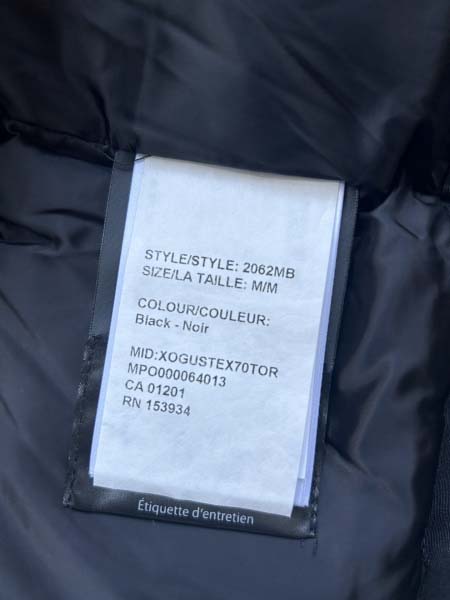 STYLE/STYLE: 2062MB
SIZE/LA TAILLE: M/M
COLOUR/COULEUR:
Black - Noir
MID:XOGUSTEX70TOR
MPO000064013
CA 01201
RN 153934
Étiquette d'entretien